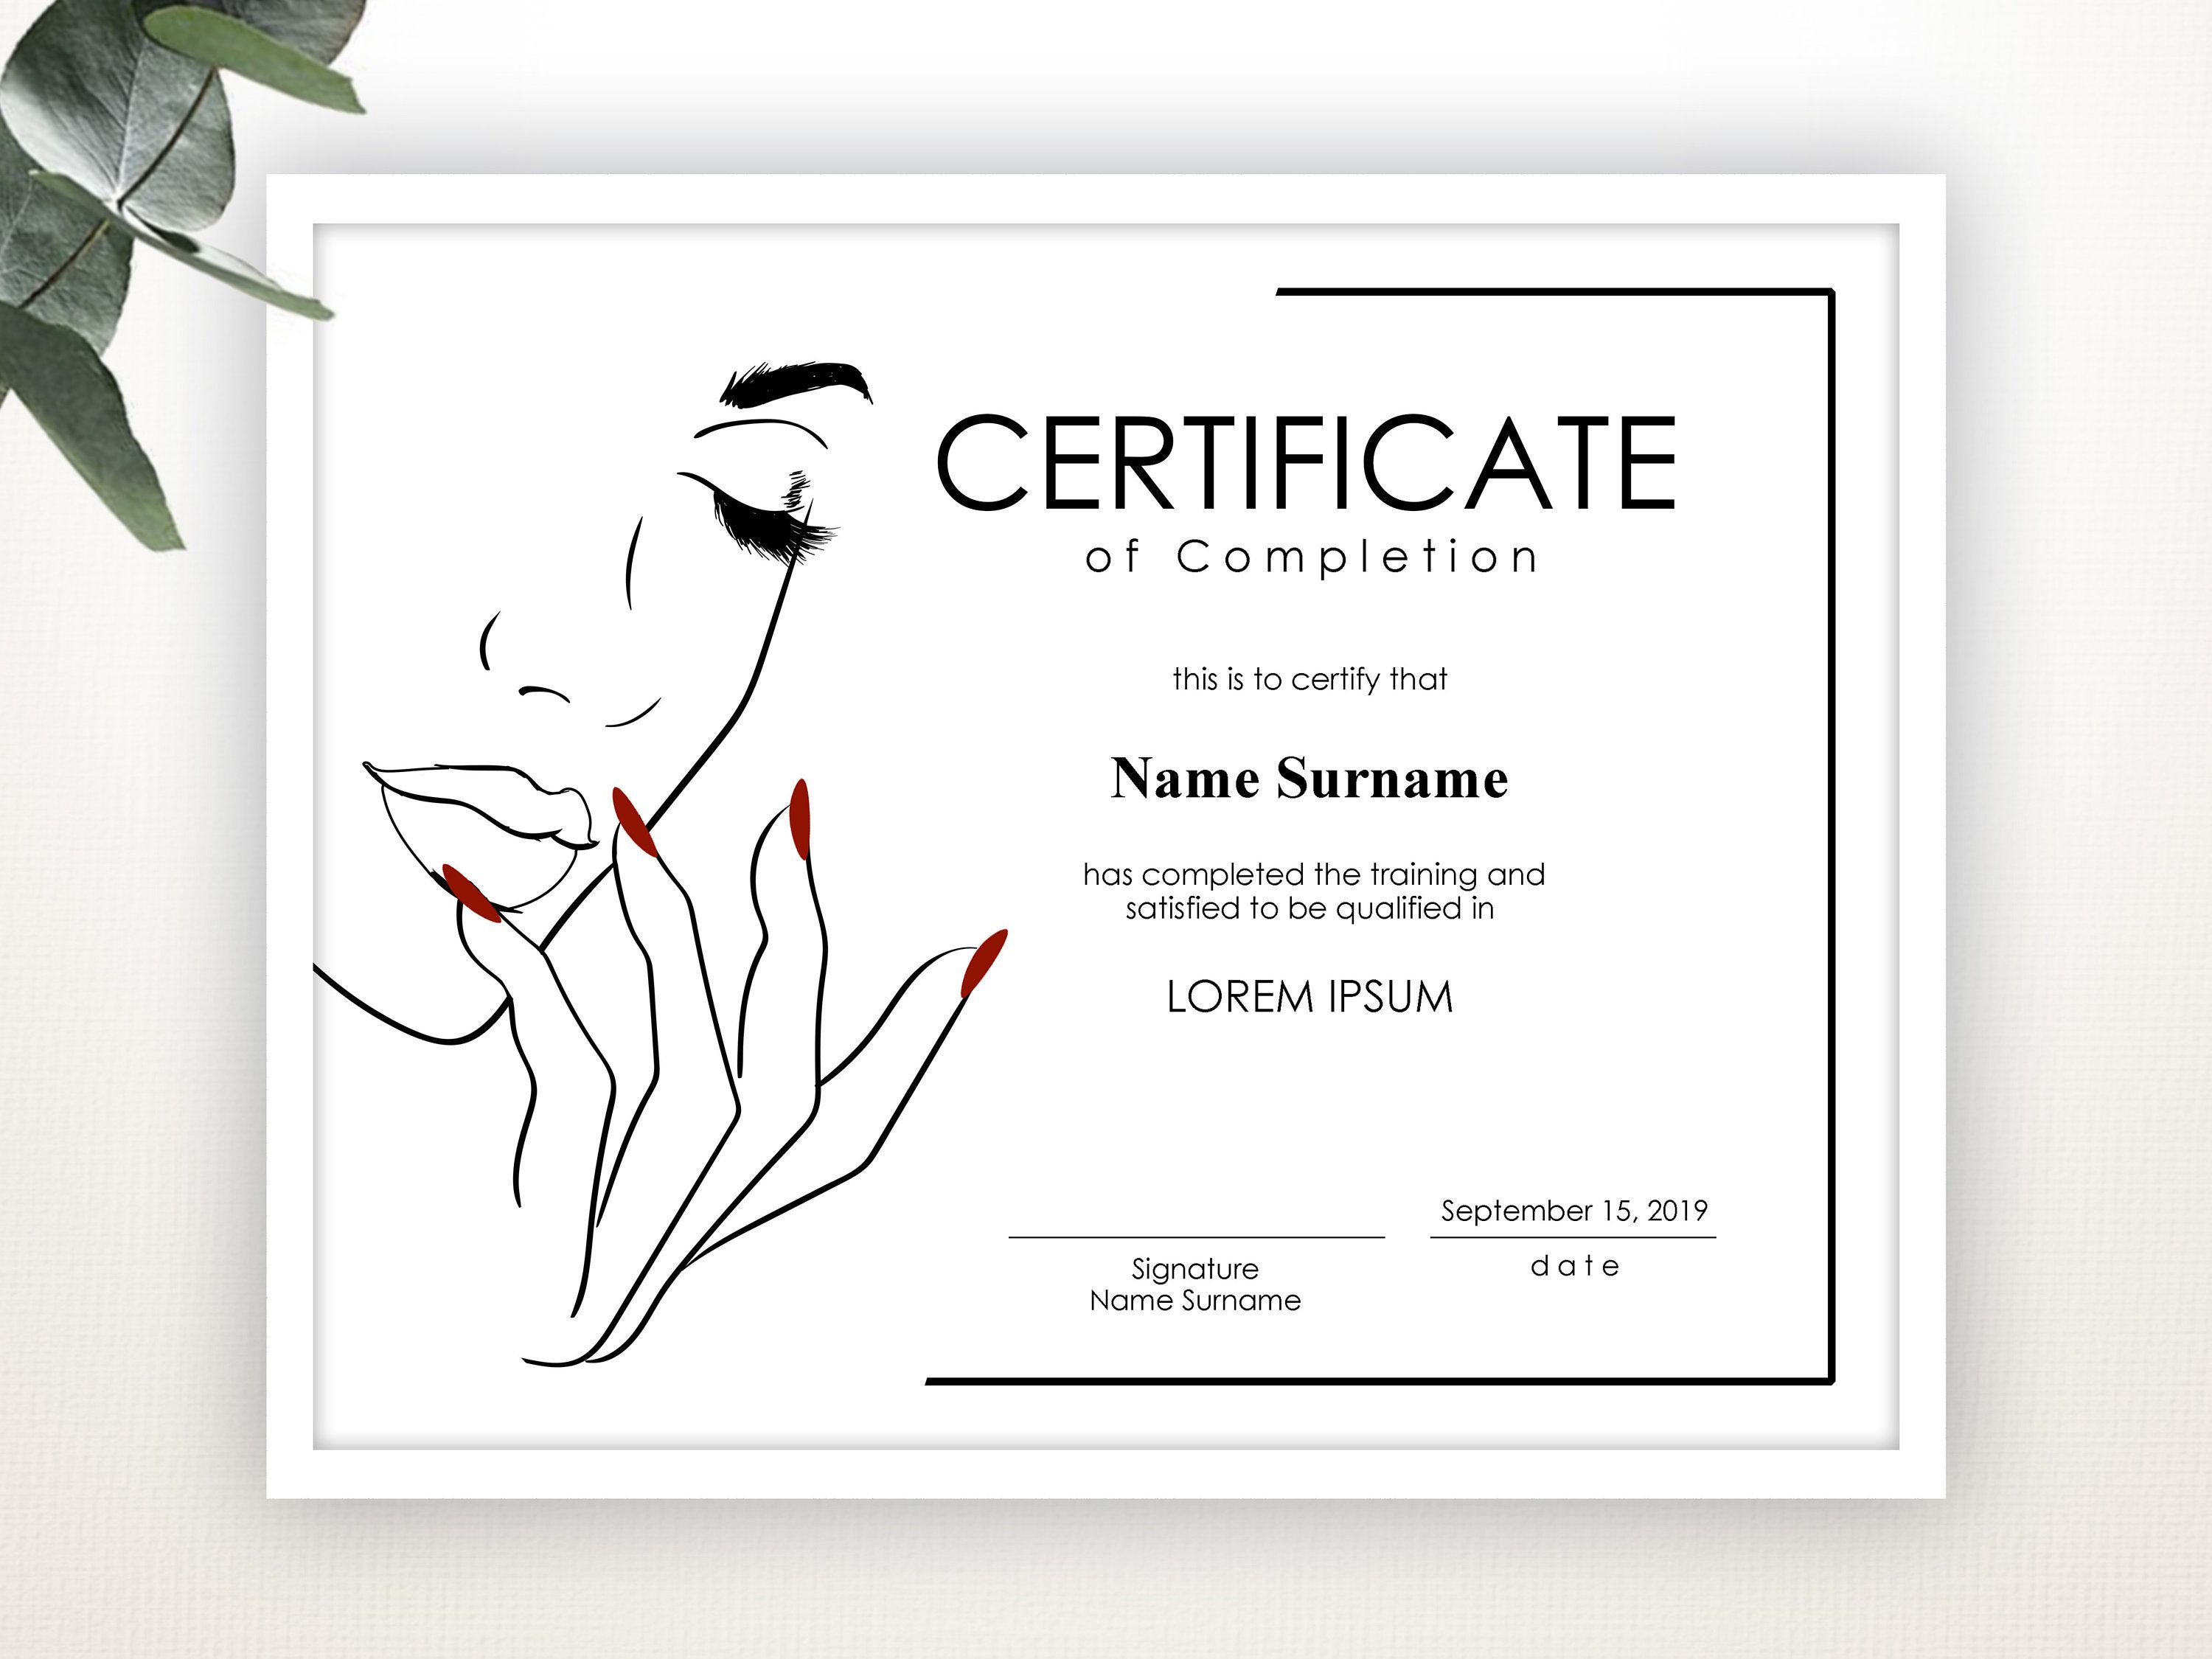 CERTIFICATE
of Completion
this is to certify that
Name Surname
has completed the training and
satisfied to be qualified in
LOREM IPSUM
September 15, 2019
Signature
date
Name Surname